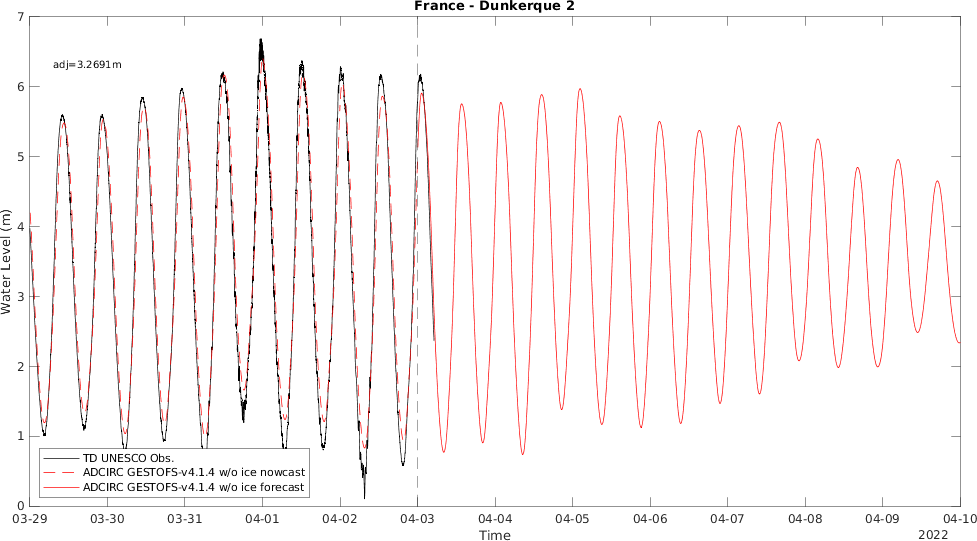 France - Dunkerque 2
7
adj=3.2691m
6
5
4
3
2
1
0
Water Level (m)
TD UNESCO Obs.
ADCIRC GESTOFS-v4.1.4 w/o ice nowcast
ADCIRC GESTOFS-v4.1.4 w/o ice forecast
03-29 03-30 03-31 04-01 04-02 04-03 04-04 04-05 04-06 04-07 04-08 04-09 04-10
Time
2022